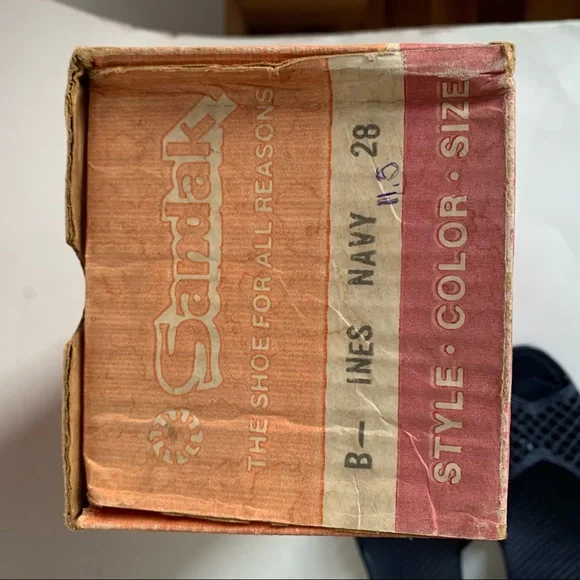 Sandak
THE SHOE FOR ALL REASONS
B- INES NAVY 28
11.5
STYLE · COLOR · SIZE